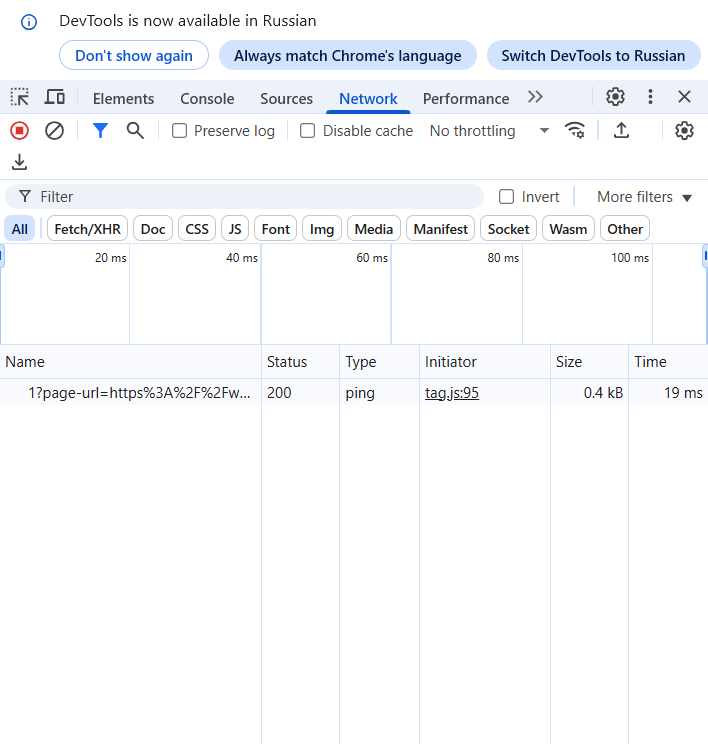 DevTools is now available in Russian
Don't show again Always match Chrome's language Switch DevTools to Russian
Elements Console Sources Network Performance
Preserve log Disable cache No throttling
Filter Invert More filters
All Fetch/XHR Doc CSS JS Font Img Media Manifest Socket Wasm Other
20 ms 40 ms 60 ms 80 ms 100 ms
Name Status Type Initiator Size Time
1?page-url=https%3A%2F%2Fw... 200 ping tag.js:95 0.4 kB 19 ms